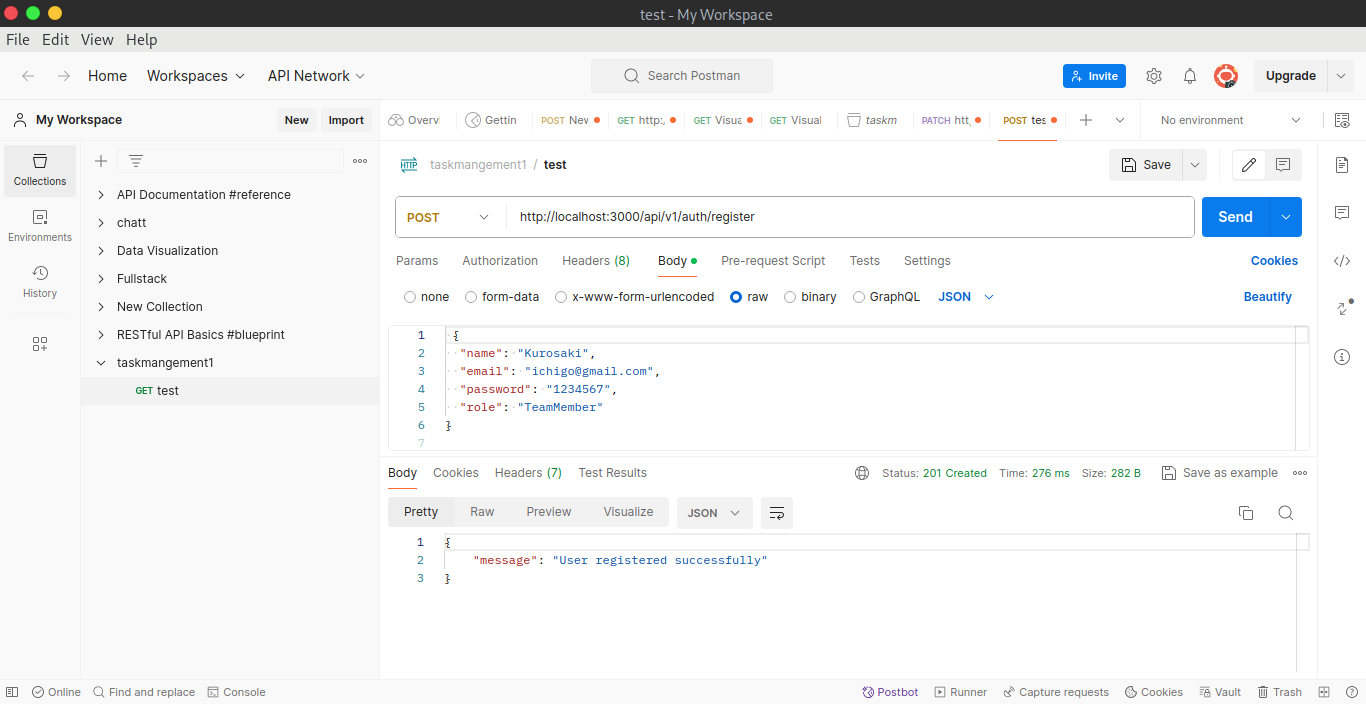 test - My Workspace
File Edit View Help
Home Workspaces API Network Search Postman Invite Upgrade
My Workspace New Import
Overvi Gettin POST Nev GET http:, GET Visua GET Visual taskm PATCH htt, POST tes No environment
Collections
Environments
History
API Documentation #reference
chatt
Data Visualization
Fullstack
New Collection
RESTful API Basics #blueprint
taskmangement1
GET test
HTTP taskmangement1 / test Save
POST http://localhost:3000/api/v1/auth/register Send
Params Authorization Headers (8) Body Pre-request Script Tests Settings Cookies
none form-data x-www-form-urlencoded raw binary GraphQL JSON Beautify
1 {
2 "name": "Kurosaki",
3 "email": "ichigo@gmail.com",
4 "password": "1234567",
5 "role": "TeamMember"
6 }
7
Body Cookies Headers (7) Test Results Status: 201 Created Time: 276 ms Size: 282 B Save as example
Pretty Raw Preview Visualize JSON
1 {
2 "message": "User registered successfully"
3 }
Online Find and replace Console Postbot Runner Capture requests Cookies Vault Trash